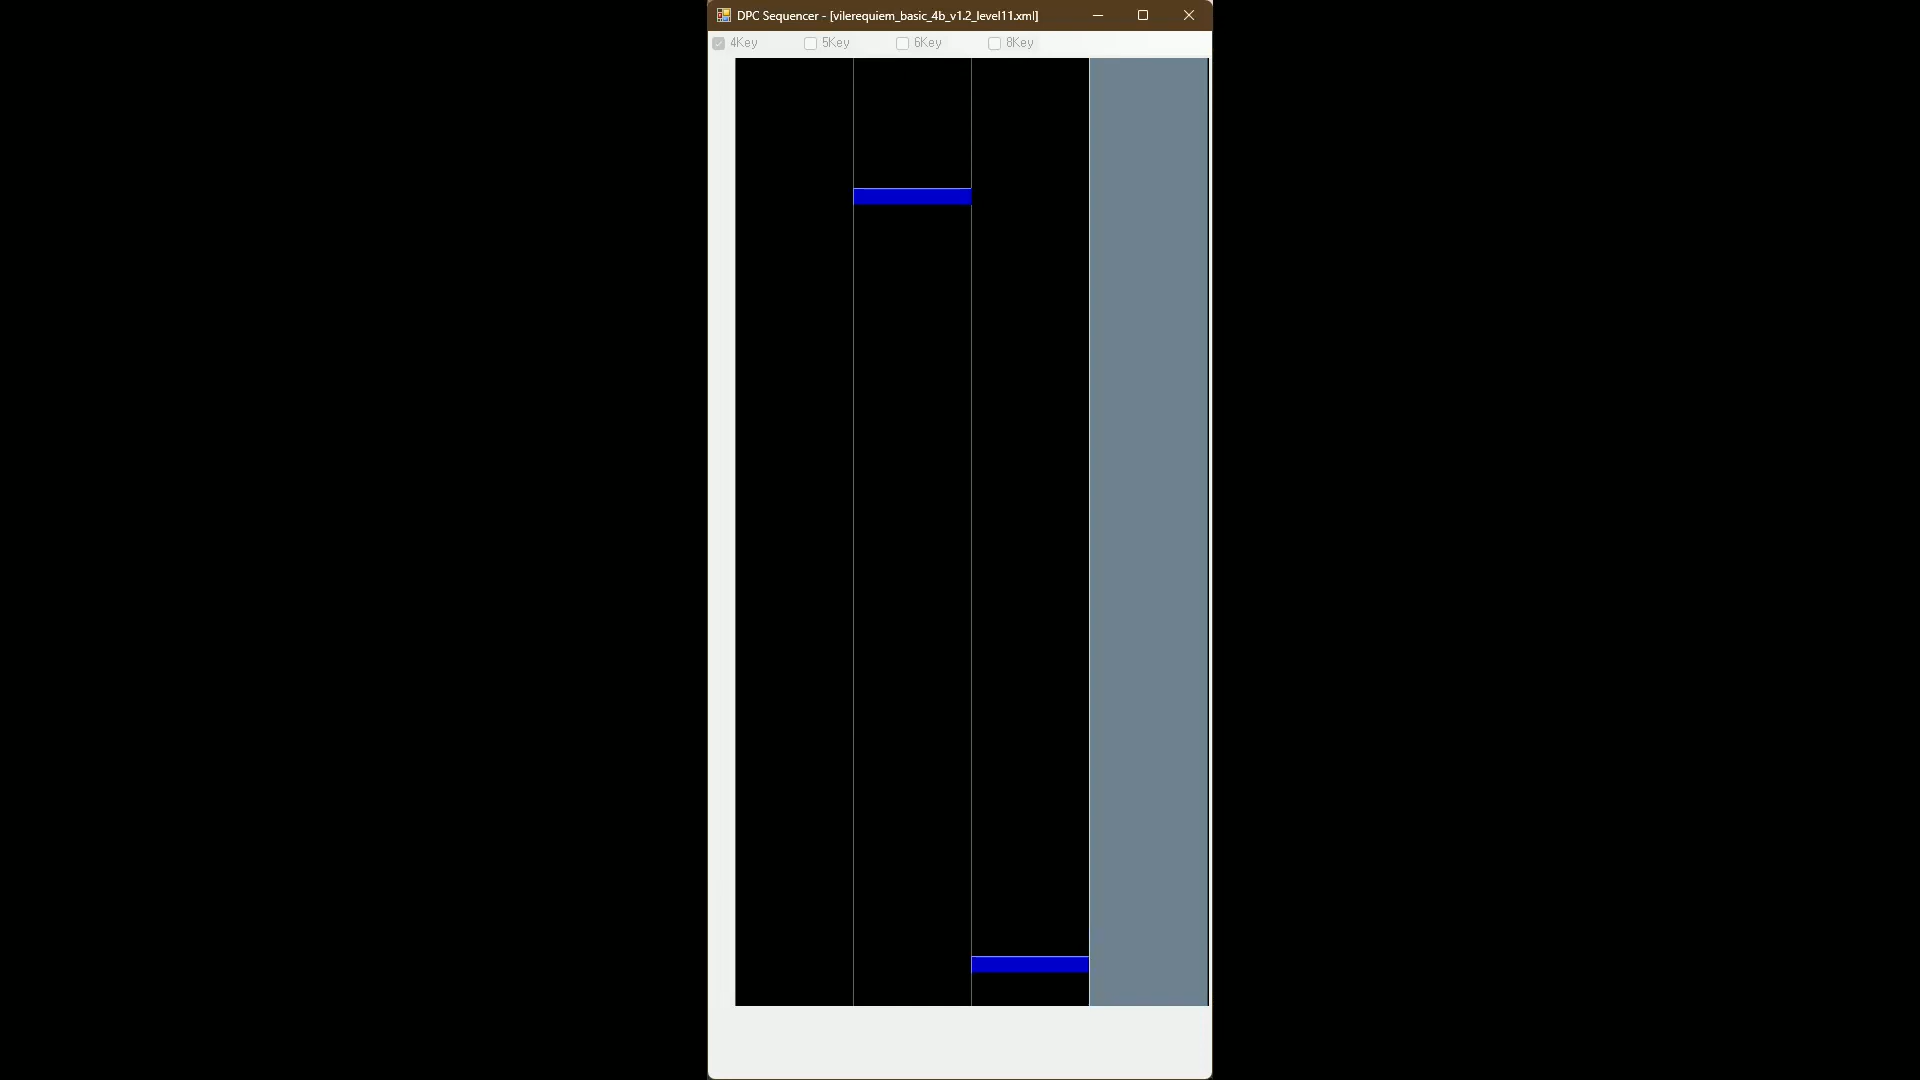 DPC Sequencer - [vilerequiem_basic_4b_v1.2_level11.xml]
4Key 5Key 6Key 8Key